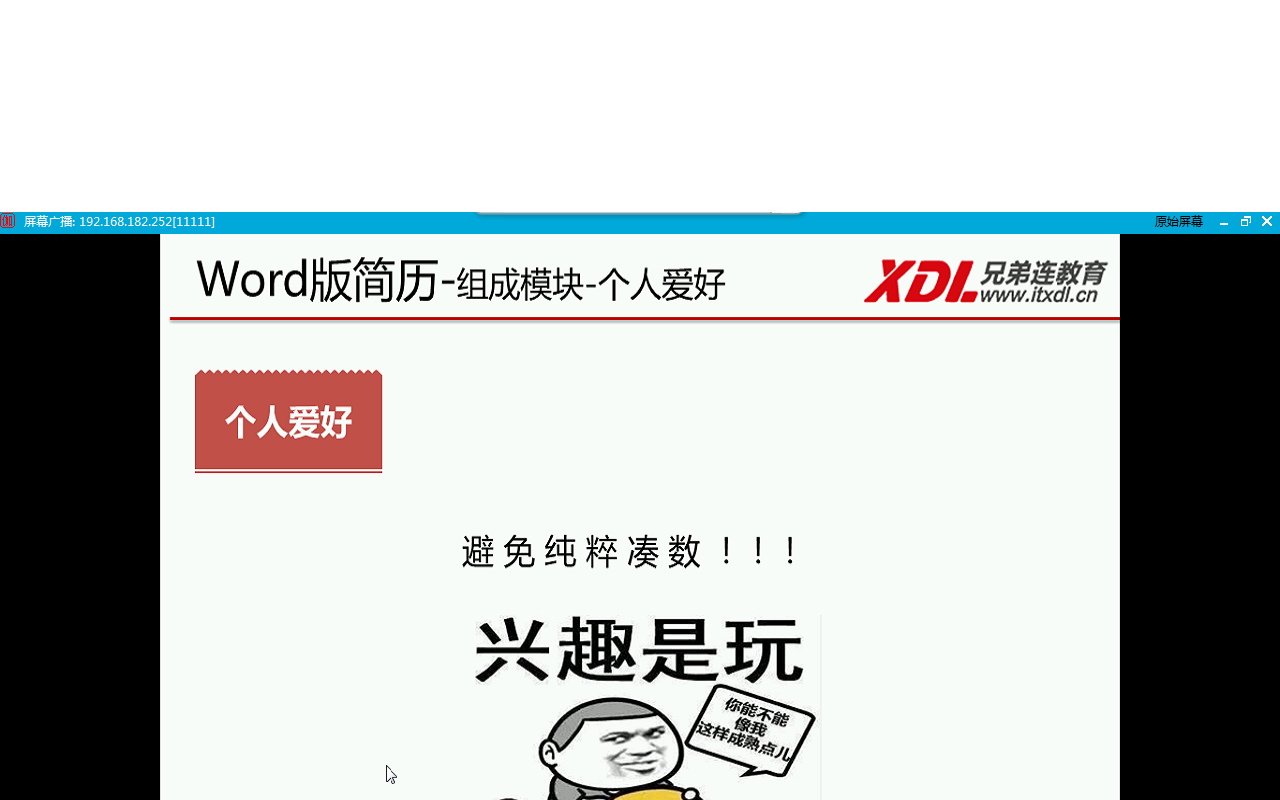 屏幕广播: 192.168.182.252[11111]
原始屏幕
Word版简历-组成模块-个人爱好
XDL 兄弟连教育
www.itxdl.cn
个人爱好
避免纯粹凑数！！！
兴趣是玩
你能不能
像我
这样成熟点儿